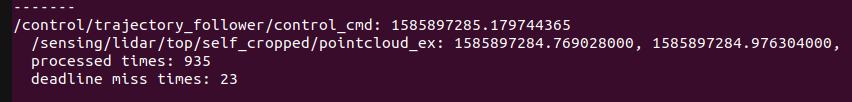 -------
/control/trajectory_follower/control_cmd: 1585897285.179744365
  /sensing/lidar/top/self_cropped/pointcloud_ex: 1585897284.769028000, 1585897284.976304000,
  processed times: 935
  deadline miss times: 23